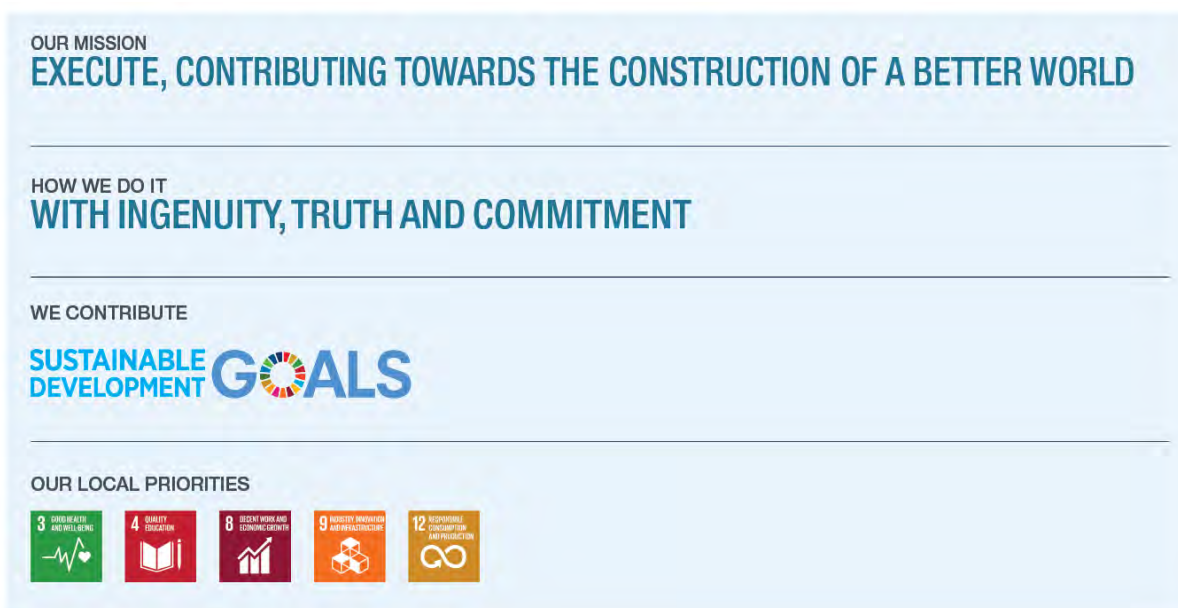 OUR MISSION
EXECUTE, CONTRIBUTING TOWARDS THE CONSTRUCTION OF A BETTER WORLD
HOW WE DO IT
WITH INGENUITY, TRUTH AND COMMITMENT
WE CONTRIBUTE
SUSTAINABLE
DEVELOPMENT
GOALS
OUR LOCAL PRIORITIES
3 GOOD HEALTH
AND WELL-BEING
4 QUALITY
EDUCATION
8 DECENT WORK AND
ECONOMIC GROWTH
9 INDUSTRY, INNOVATION
AND INFRASTRUCTURE
12 RESPONSIBLE
CONSUMPTION
AND PRODUCTION